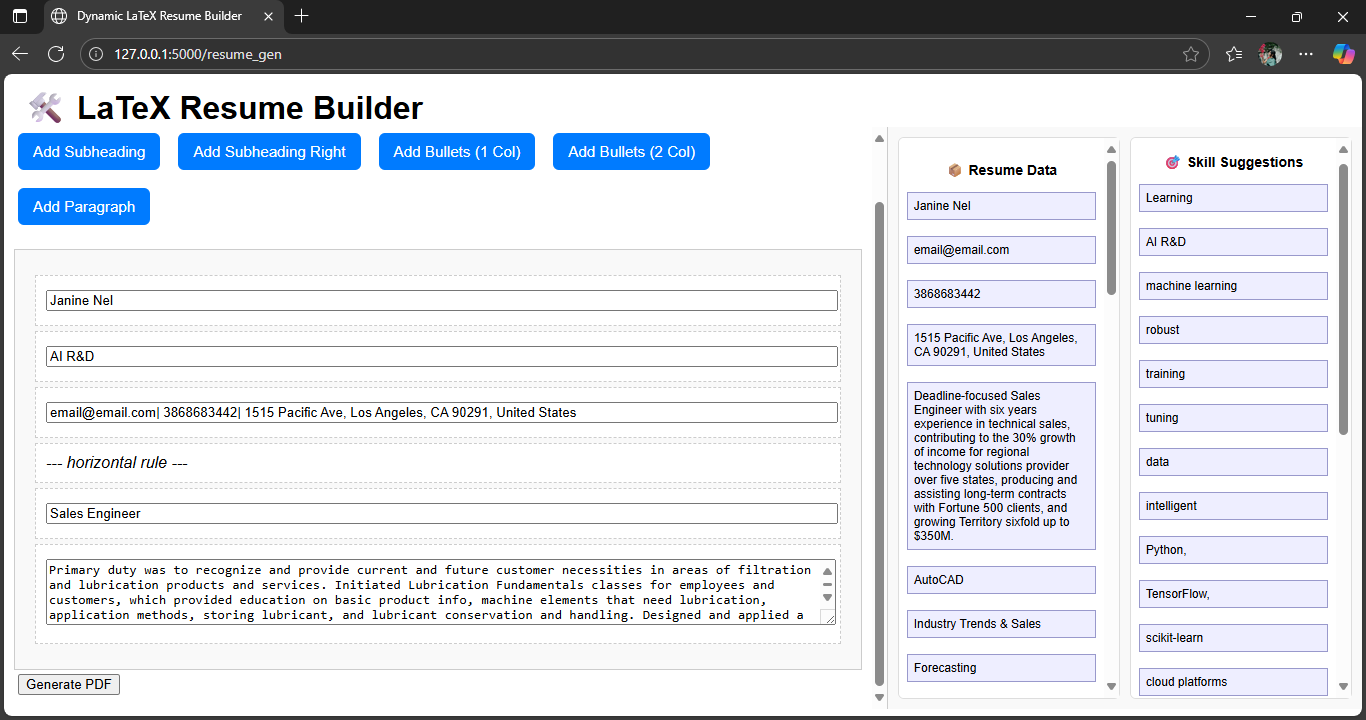 Dynamic LaTeX Resume Builder
127.0.0.1:5000/resume_gen
LaTeX Resume Builder
Add Subheading
Add Subheading Right
Add Bullets (1 Col)
Add Bullets (2 Col)
Add Paragraph
Janine Nel
AI R&D
email@email.com| 3868683442| 1515 Pacific Ave, Los Angeles, CA 90291, United States
--- horizontal rule ---
Sales Engineer
Primary duty was to recognize and provide current and future customer necessities in areas of filtration
and lubrication products and services. Initiated Lubrication Fundamentals classes for employees and
customers, which provided education on basic product info, machine elements that need lubrication,
application methods, storing lubricant, and lubricant conservation and handling. Designed and applied a
Generate PDF
Resume Data
Janine Nel
email@email.com
3868683442
1515 Pacific Ave, Los Angeles,
CA 90291, United States
Deadline-focused Sales
Engineer with six years
experience in technical sales,
contributing to the 30% growth
of income for regional
technology solutions provider
over five states, producing and
assisting long-term contracts
with Fortune 500 clients, and
growing Territory sixfold up to
$350M.
AutoCAD
Industry Trends & Sales
Forecasting
Skill Suggestions
Learning
AI R&D
machine learning
robust
training
tuning
data
intelligent
Python,
TensorFlow,
scikit-learn
cloud platforms